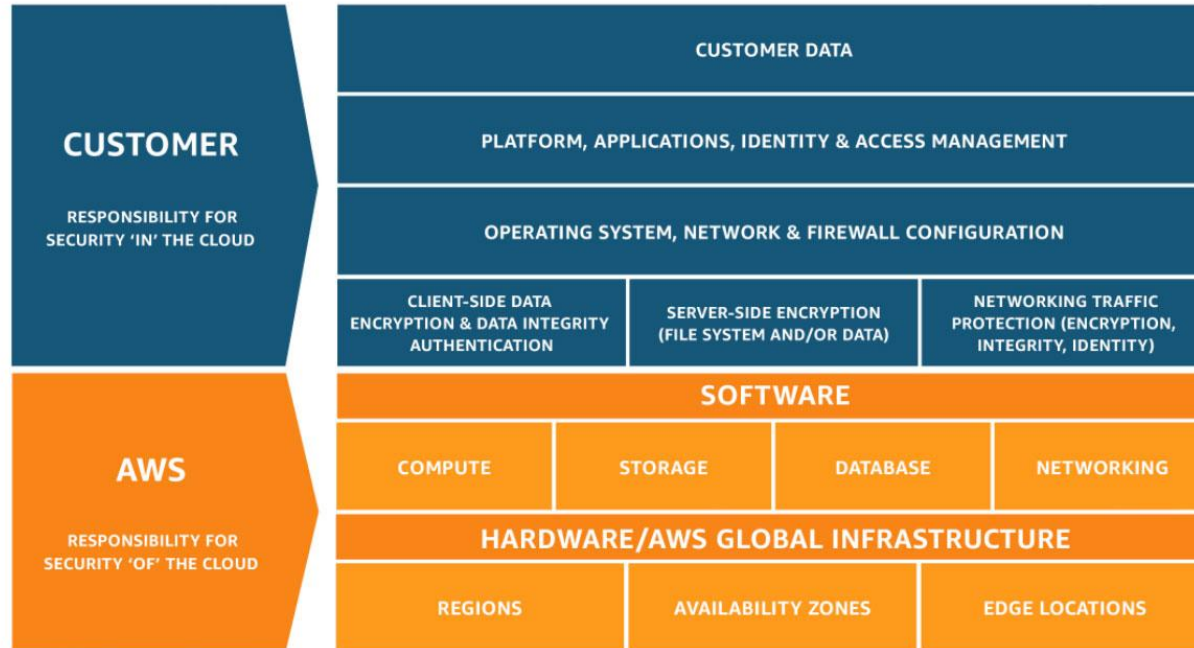 CUSTOMER
RESPONSIBILITY FOR
SECURITY ‘IN’ THE CLOUD
CUSTOMER DATA
PLATFORM, APPLICATIONS, IDENTITY & ACCESS MANAGEMENT
OPERATING SYSTEM, NETWORK & FIREWALL CONFIGURATION
CLIENT-SIDE DATA
ENCRYPTION & DATA INTEGRITY
AUTHENTICATION
SERVER-SIDE ENCRYPTION
(FILE SYSTEM AND/OR DATA)
NETWORKING TRAFFIC
PROTECTION (ENCRYPTION,
INTEGRITY, IDENTITY)
AWS
RESPONSIBILITY FOR
SECURITY ‘OF’ THE CLOUD
SOFTWARE
COMPUTE
STORAGE
DATABASE
NETWORKING
HARDWARE/AWS GLOBAL INFRASTRUCTURE
REGIONS
AVAILABILITY ZONES
EDGE LOCATIONS